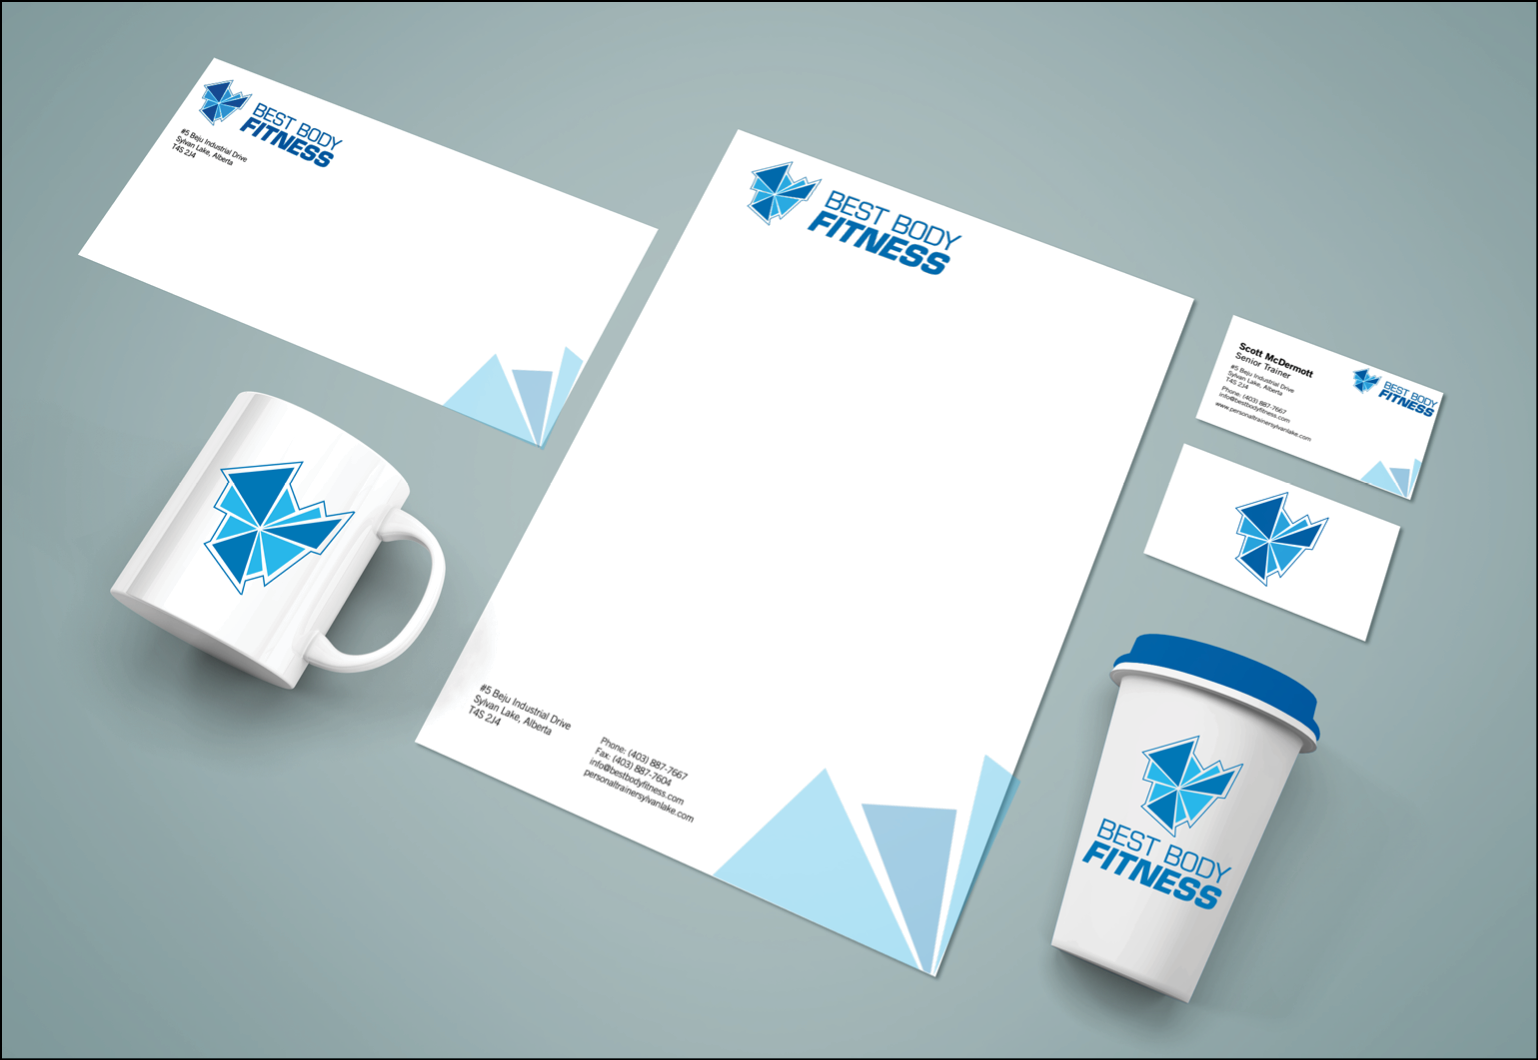 BEST BODY
FITNESS
#5 Beju Industrial Drive
Sylvan Lake, Alberta
T4S 2J4
BEST BODY
FITNESS
#5 Beju Industrial Drive
Sylvan Lake, Alberta
T4S 2J4
Phone: (403) 887-7667
Fax: (403) 887-7604
info@bestbodyfitness.com
personaltrainersylvanlake.com
Scott McDermott
Senior Trainer
#5 Beju Industrial Drive
Sylvan Lake, Alberta
T4S 2J4
Phone: (403) 887-7667
info@bestbodyfitness.com
www.personaltrainersylvanlake.com
BEST BODY
FITNESS
BEST BODY
FITNESS